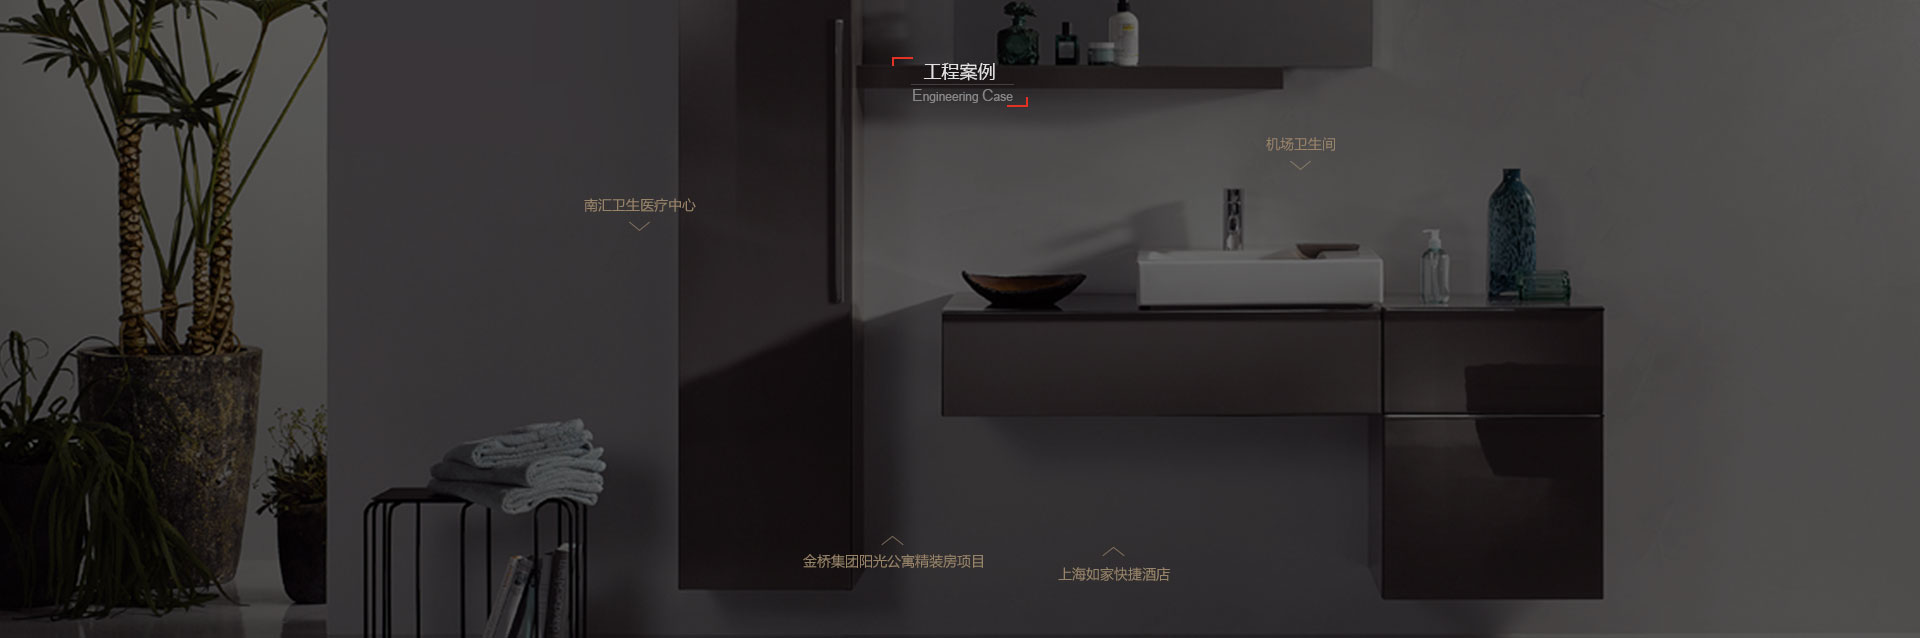 工程案例
Engineering Case
机场卫生间
南汇卫生医疗中心
金桥集团阳光公寓精装房项目
上海如家快捷酒店